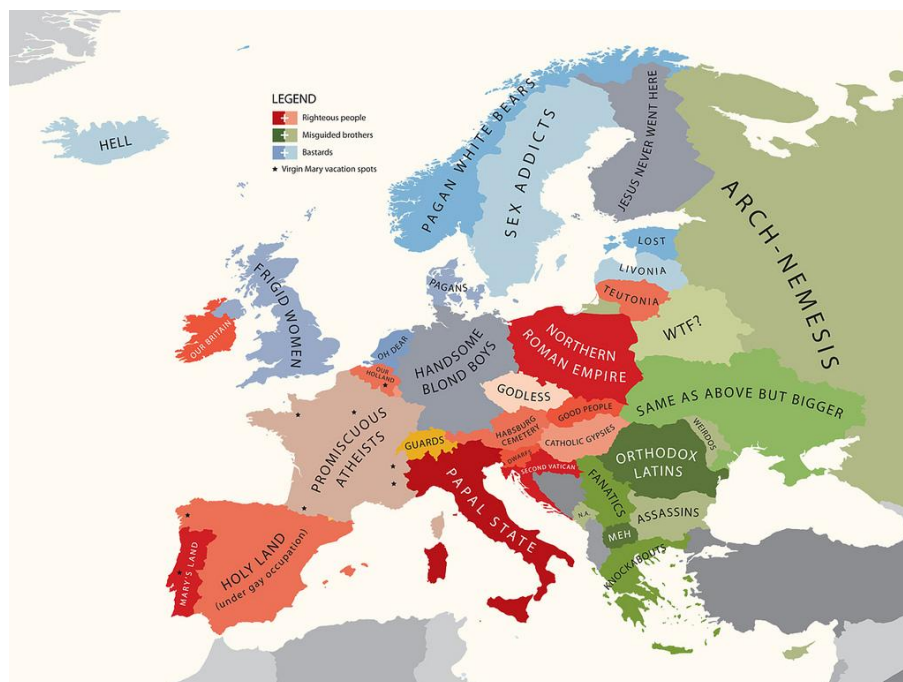 LEGEND
Righteous people
Misguided brothers
Bastards
Virgin Mary vacation spots
HELL
PAGAN WHITE BEARS
SEX ADDICTS
JESUS NEVER WENT HERE
ARCH-NEMESIS
LOST
LIVONIA
TEUTONIA
WTF?
FRIGID WOMEN
OUR BRITAIN
PAGANS
OH DEAR
OUR
HOLLAND
HANDSOME
BLOND BOYS
NORTHERN
ROMAN EMPIRE
GODLESS
SAME AS ABOVE BUT BIGGER
GOOD PEOPLE
HABSBURG
CEMETERY
CATHOLIC GYPSIES
GUARDS
DWARFS
SECOND VATICAN
PROMISCUOUS
ATHEISTS
PAPAL STATE
WEIRDOS
ORTHODOX
LATINS
FANATICS
N.A.
ASSASSINS
MEH
KNOCKABOUTS
MARY'S LAND
HOLY LAND
(under gay occupation)